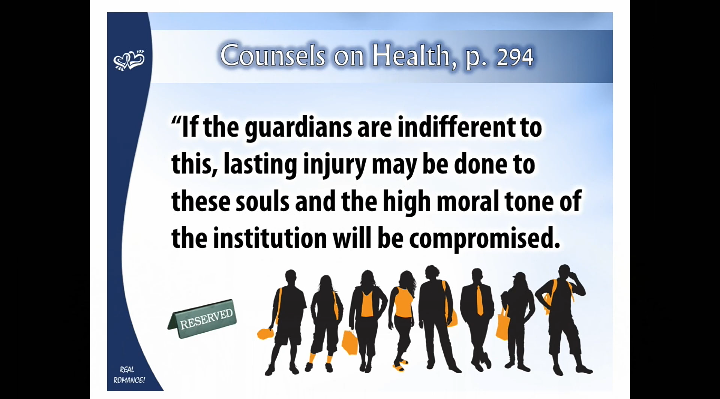 Counsels on Health, p. 294
“If the guardians are indifferent to
this, lasting injury may be done to
these souls and the high moral tone of
the institution will be compromised.
RESERVED
REAL
ROMANCE!